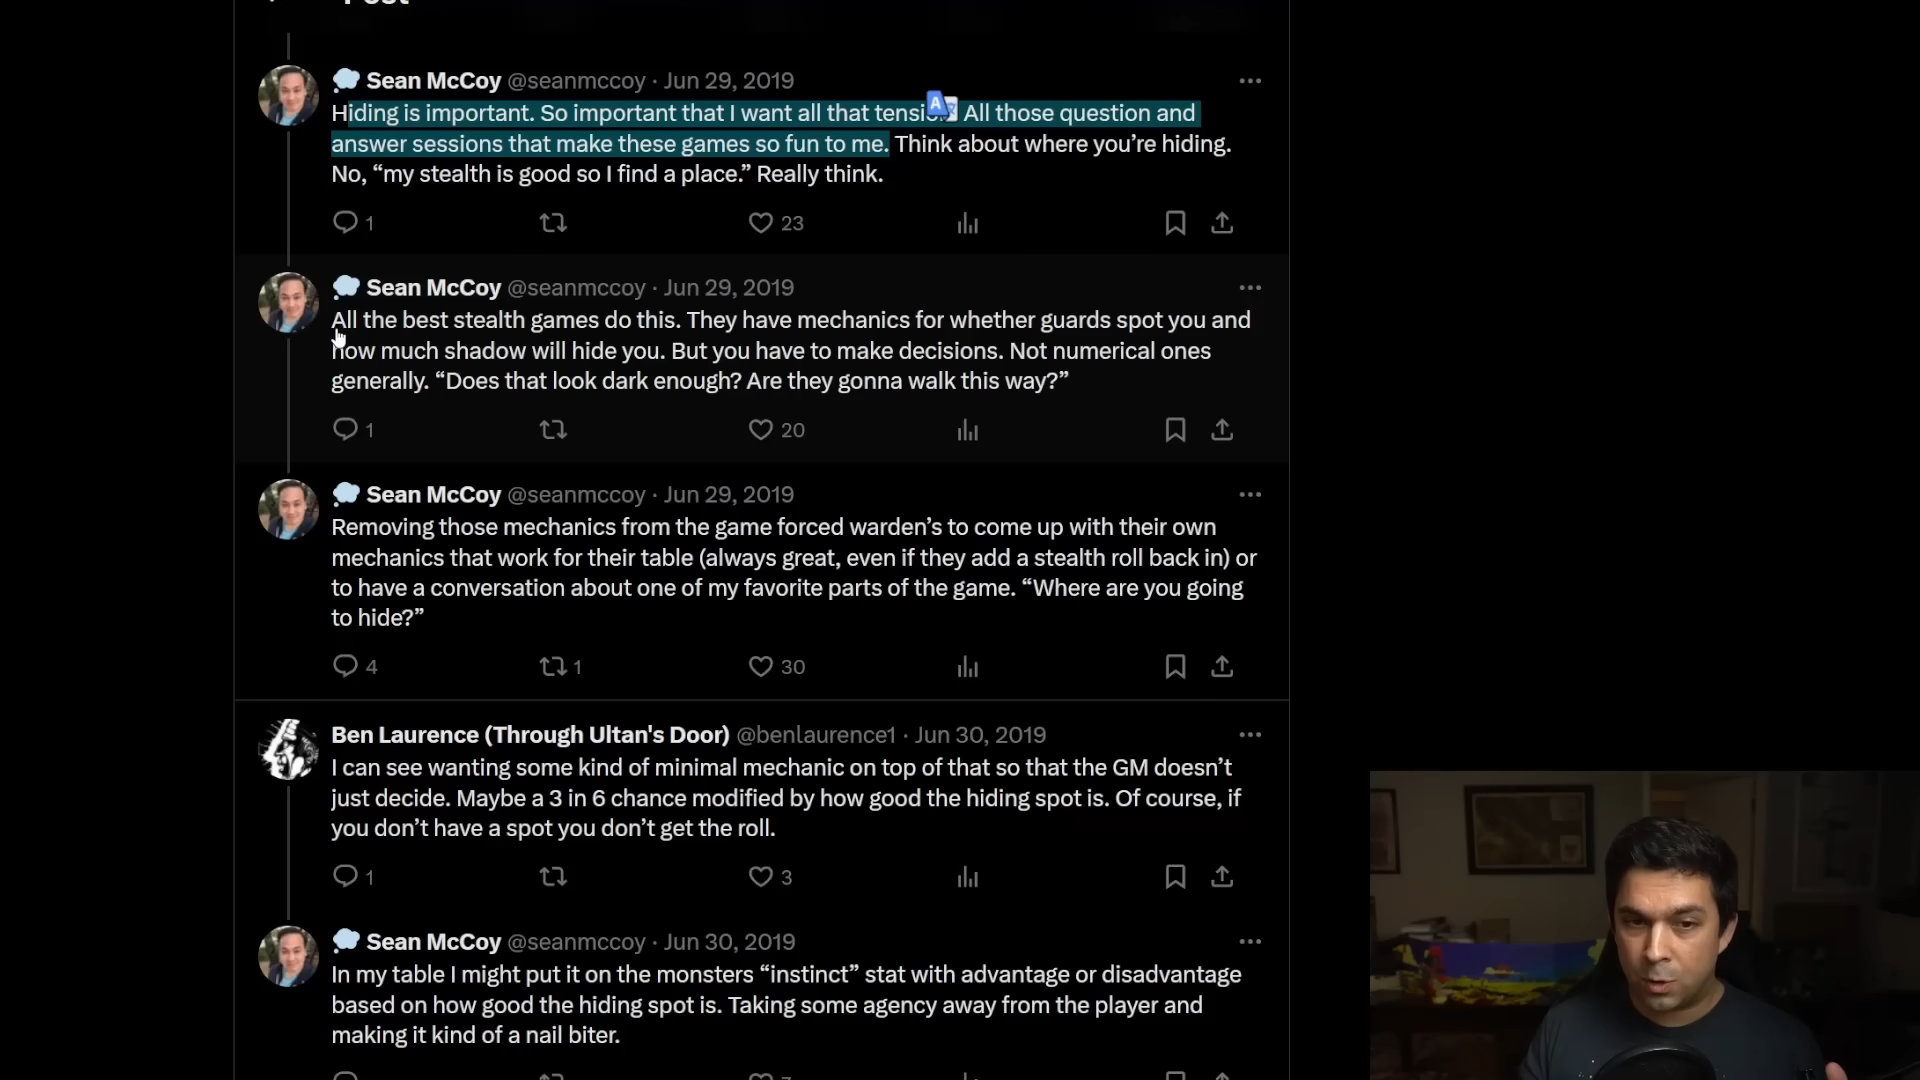 Post
Sean McCoy @seanmccoy · Jun 29, 2019
Hiding is important. So important that I want all that All those question and
answer sessions that make these games so fun to me. Think about where you’re hiding.
No, “my stealth is good so I find a place.” Really think.
1 23
Sean McCoy @seanmccoy · Jun 29, 2019
All the best stealth games do this. They have mechanics for whether guards spot you and
how much shadow will hide you. But you have to make decisions. Not numerical ones
generally. “Does that look dark enough? Are they gonna walk this way?”
1 20
Sean McCoy @seanmccoy · Jun 29, 2019
Removing those mechanics from the game forced warden’s to come up with their own
mechanics that work for their table (always great, even if they add a stealth roll back in) or
to have a conversation about one of my favorite parts of the game. “Where are you going
to hide?”
4 1 30
Ben Laurence (Through Ultan's Door) @benlaurence1 · Jun 30, 2019
I can see wanting some kind of minimal mechanic on top of that so that the GM doesn’t
just decide. Maybe a 3 in 6 chance modified by how good the hiding spot is. Of course, if
you don’t have a spot you don’t get the roll.
1 3
Sean McCoy @seanmccoy · Jun 30, 2019
In my table I might put it on the monsters “instinct” stat with advantage or disadvantage
based on how good the hiding spot is. Taking some agency away from the player and
making it kind of a nail biter.